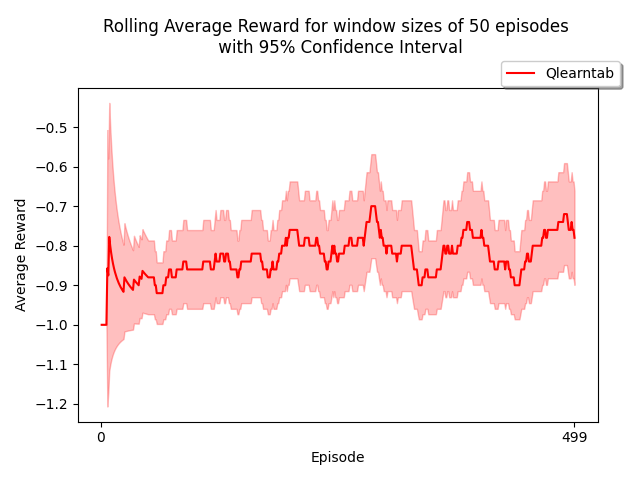 Rolling Average Reward for window sizes of 50 episodes
with 95% Confidence Interval
Qlearntab
−0.5
−0.6
−0.7
−0.8
−0.9
−1.0
−1.1
−1.2
Average Reward
0
499
Episode